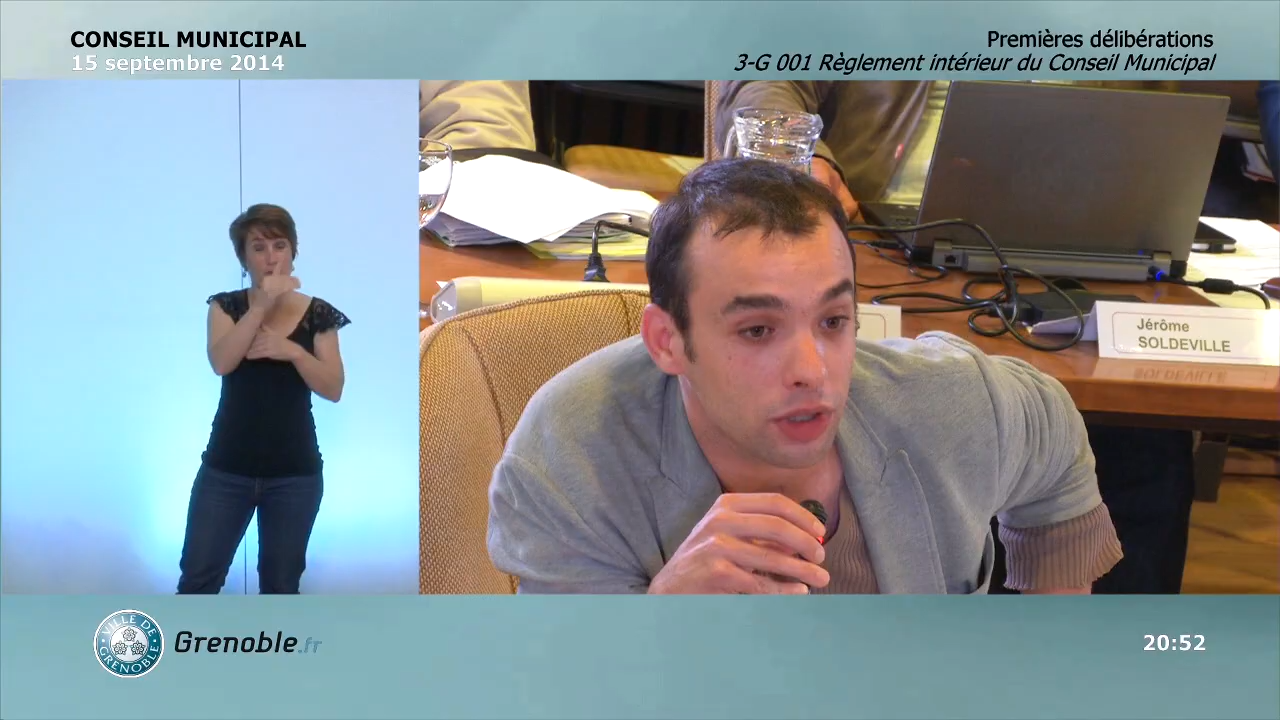 CONSEIL MUNICIPAL
15 septembre 2014
Premières délibérations
3-G 001 Règlement intérieur du Conseil Municipal
Jérôme
SOLDEVILLE
VILLE DE
GRENOBLE
Grenoble.fr
20:52